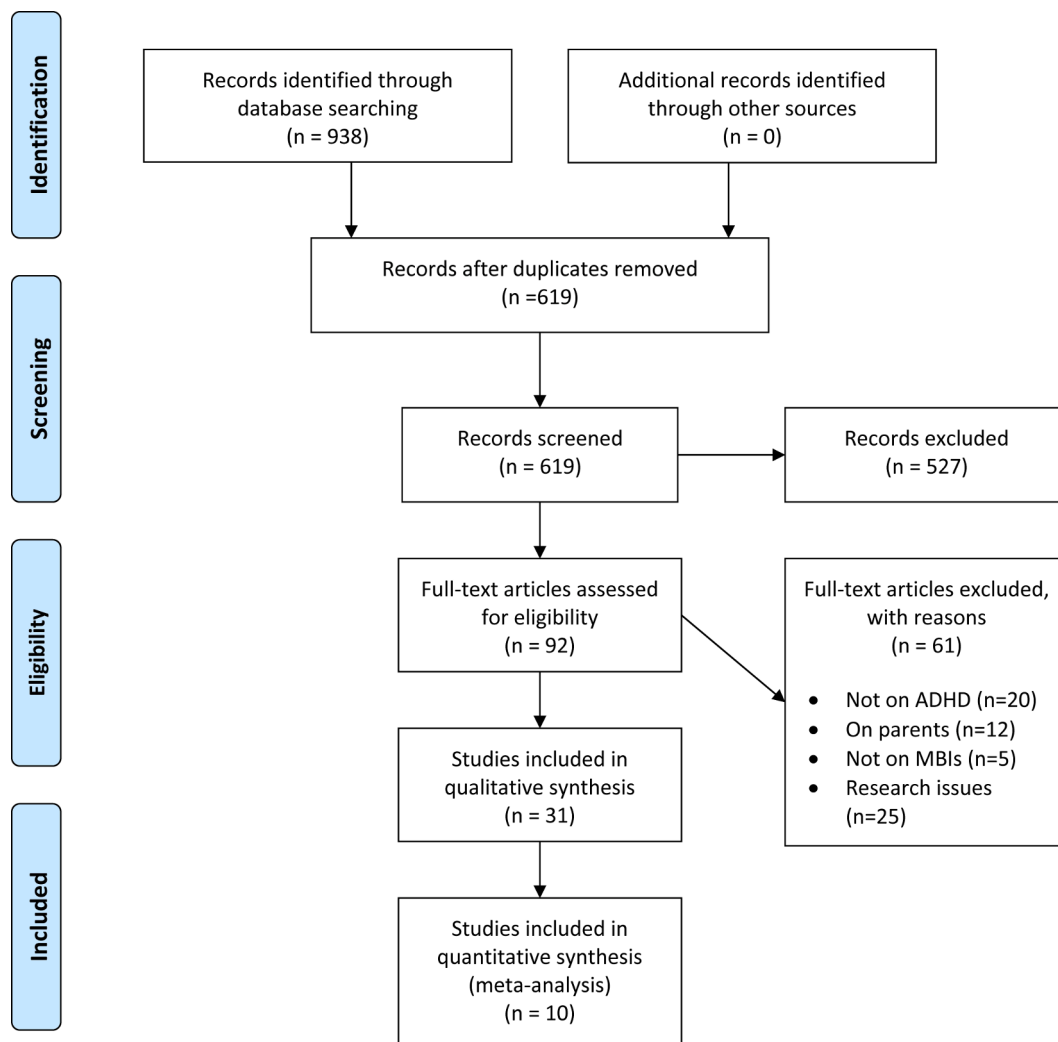 Identification
Records identified through
database searching
(n = 938)
Additional records identified
through other sources
(n = 0)
Records after duplicates removed
(n =619)
Screening
Records screened
(n = 619)
Records excluded
(n = 527)
Eligibility
Full-text articles assessed
for eligibility
(n = 92)
Full-text articles excluded,
with reasons
(n = 61)
• Not on ADHD (n=20)
• On parents (n=12)
• Not on MBIs (n=5)
• Research issues
(n=25)
Studies included in
qualitative synthesis
(n = 31)
Included
Studies included in
quantitative synthesis
(meta-analysis)
(n = 10)